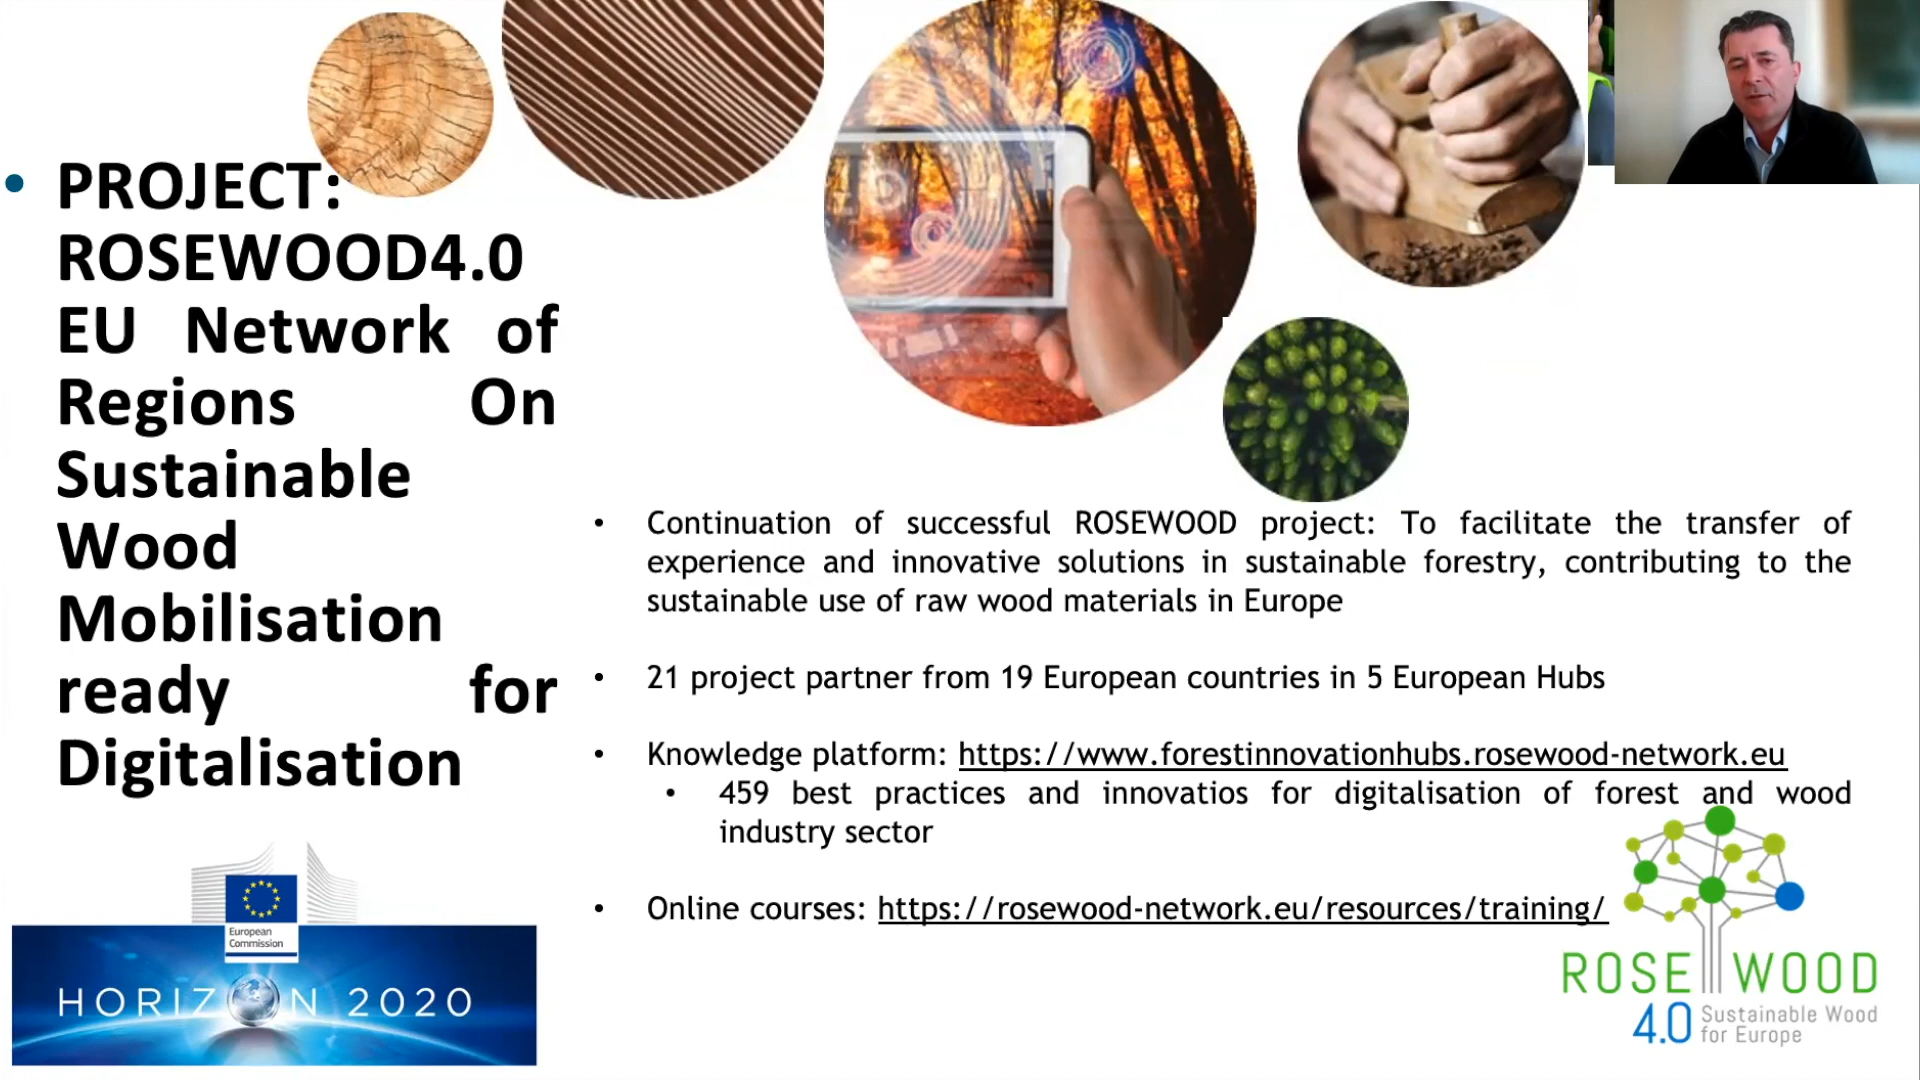 • PROJECT:
ROSEWOOD4.0
EU Network of
Regions On
Sustainable
Wood
Mobilisation
ready for
Digitalisation
• Continuation of successful ROSEWOOD project: To facilitate the transfer of
experience and innovative solutions in sustainable forestry, contributing to the
sustainable use of raw wood materials in Europe
• 21 project partner from 19 European countries in 5 European Hubs
• Knowledge platform: https://www.forestinnovationhubs.rosewood-network.eu
• 459 best practices and innovatios for digitalisation of forest and wood
industry sector
• Online courses: https://rosewood-network.eu/resources/training/
European
Commission
HORIZON 2020
ROSEWOOD
4.0 Sustainable Wood
for Europe